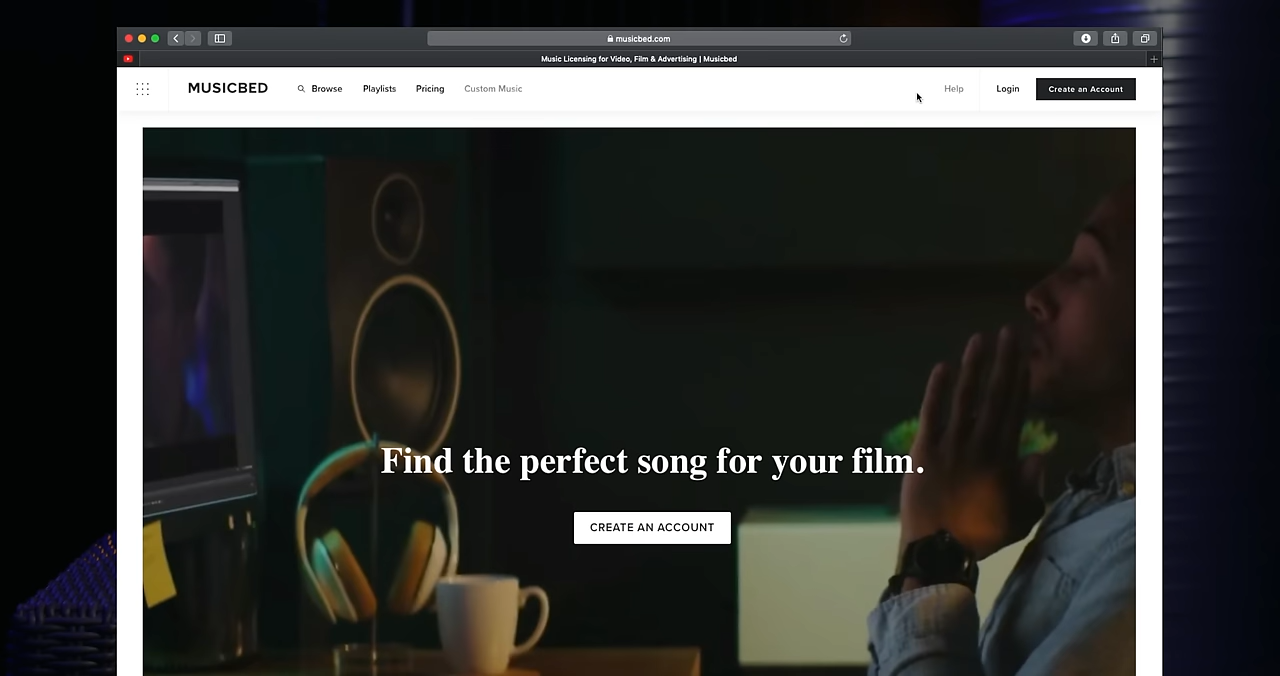 musicbed.com
Music Licensing for Video, Film & Advertising | Musicbed
MUSICBED Browse Playlists Pricing Custom Music Help Login Create an Account
Find the perfect song for your film.
CREATE AN ACCOUNT